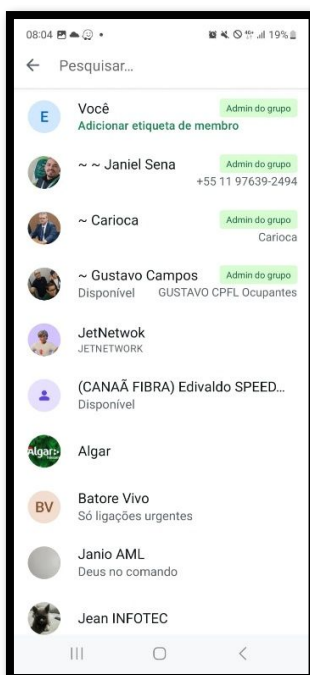 08:04 19%
Pesquisar...
E Você Admin do grupo
Adicionar etiqueta de membro
~ ~ Janiel Sena Admin do grupo
+55 11 97639-2494
~ Carioca Admin do grupo
Carioca
~ Gustavo Campos Admin do grupo
Disponível GUSTAVO CPFL Ocupantes
JetNetwok
JETNETWORK
(CANAÃ FIBRA) Edivaldo SPEED...
Disponível
Algar Algar
BV Batore Vivo
Só ligações urgentes
Janio AML
Deus no comando
Jean INFOTEC